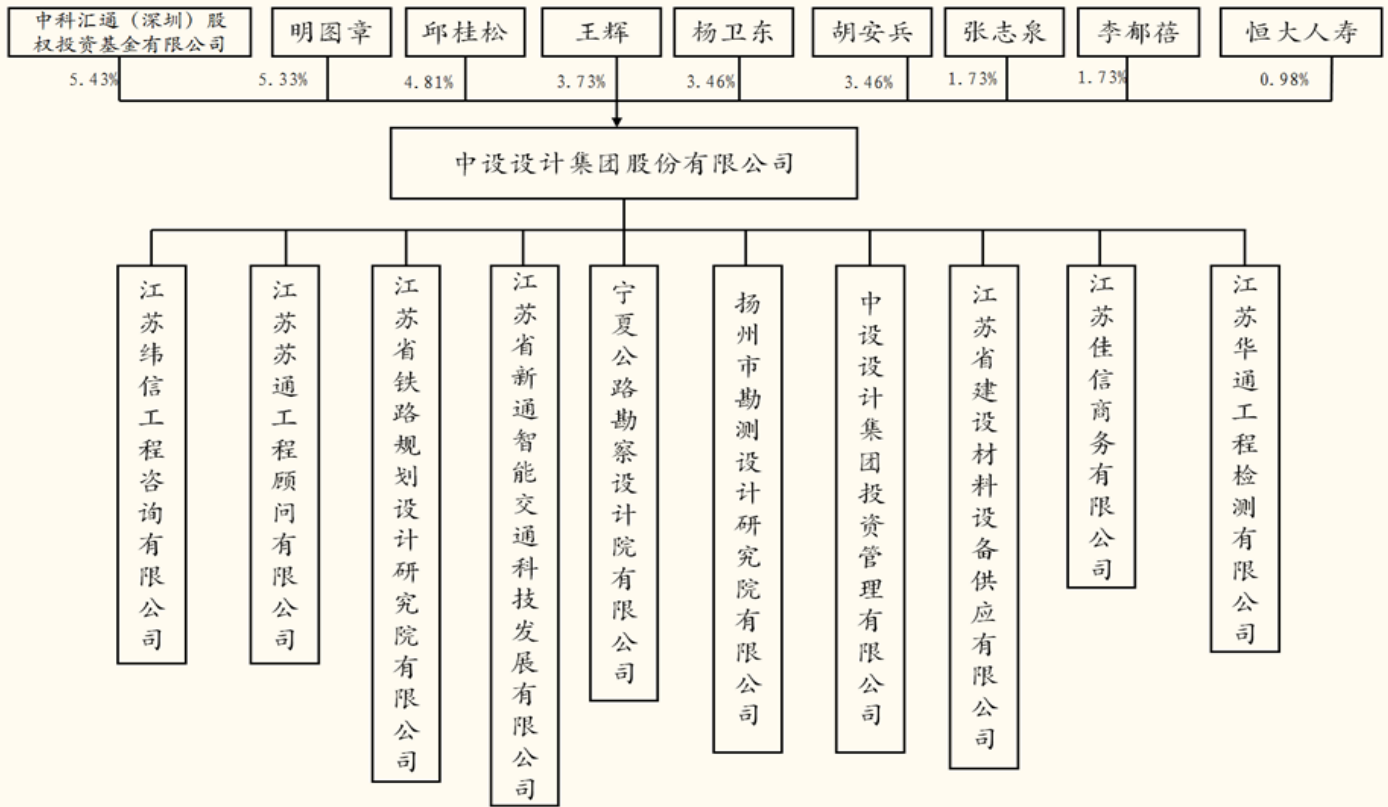 中科汇通（深圳）股
权投资基金有限公司
明图章
邱桂松
王辉
杨卫东
胡安兵
张志泉
李郁蓓
恒大人寿
5.43%
5.33%
4.81%
3.73%
3.46%
3.46%
1.73%
1.73%
0.98%
中设设计集团股份有限公司
江苏纬信工程咨询有限公司
江苏苏通工程顾问有限公司
江苏省铁路规划设计研究院有限公司
江苏省新通智能交通科技发展有限公司
宁夏公路勘察设计院有限公司
扬州市勘测设计研究院有限公司
中设设计集团投资管理有限公司
江苏省建设材料设备供应有限公司
江苏佳信商务有限公司
江苏华通工程检测有限公司